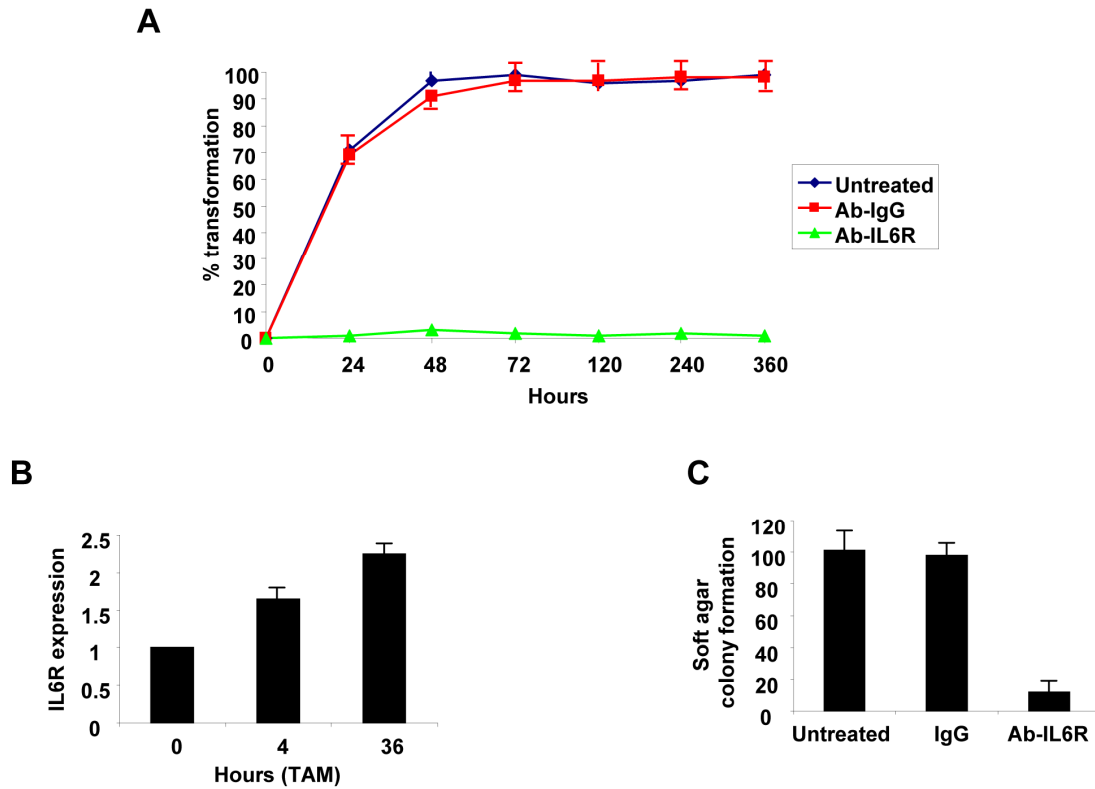 A
% transformation
100
90
80
70
60
50
40
30
20
10
0
0 24 48 72 120 240 360
Hours
Untreated
Ab-IgG
Ab-IL6R
B
IL6R expression
2.5
2
1.5
1
0.5
0
0 4 36
Hours (TAM)
C
Soft agar
colony formation
120
100
80
60
40
20
0
Untreated IgG Ab-IL6R